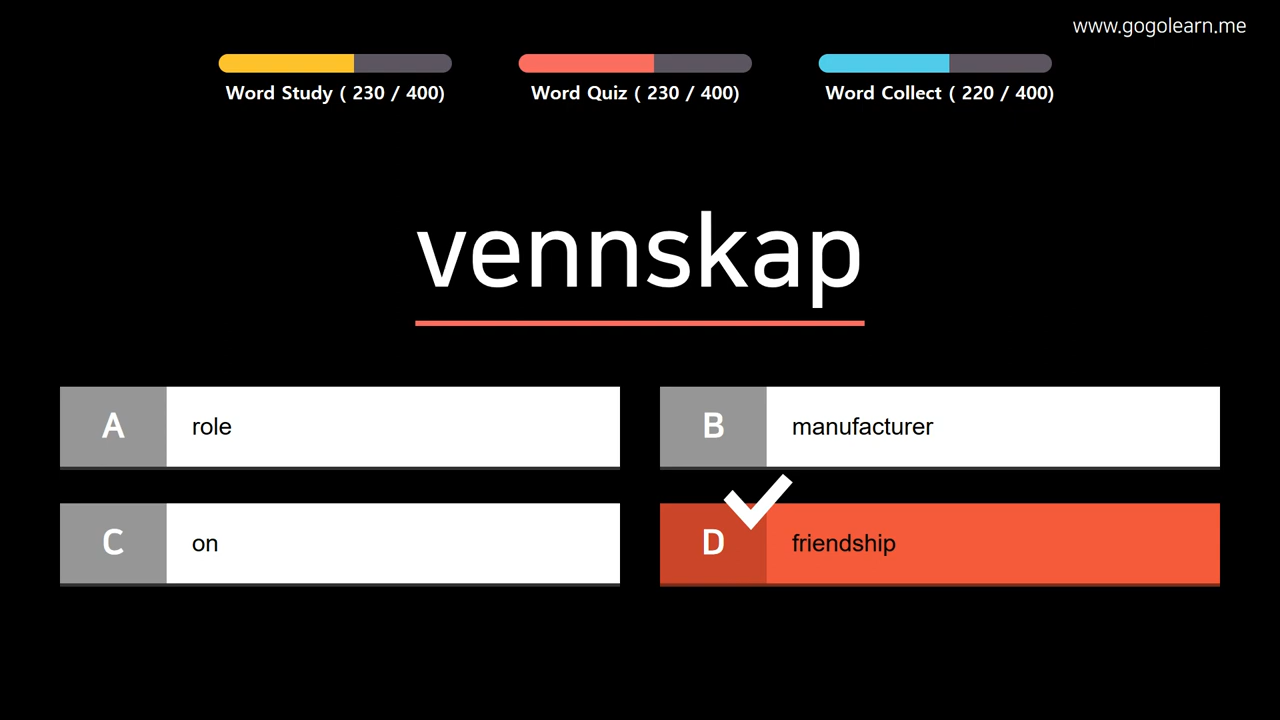 www.gogolearn.me
Word Study ( 230 / 400)
Word Quiz ( 230 / 400)
Word Collect ( 220 / 400)
vennskap
A role
B manufacturer
C on
D friendship